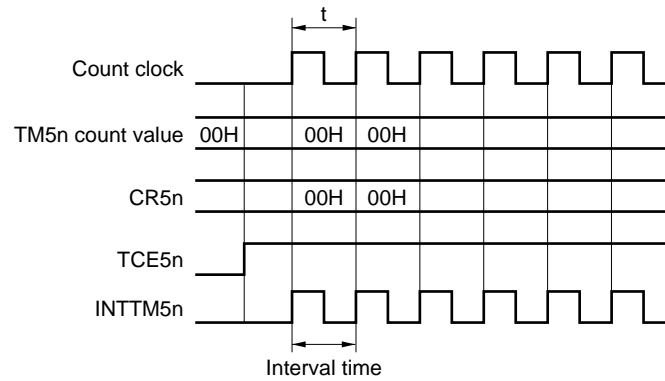 t
Count clock
TM5n count value 00H 00H 00H
CR5n 00H 00H
TCE5n
INTTM5n
Interval time